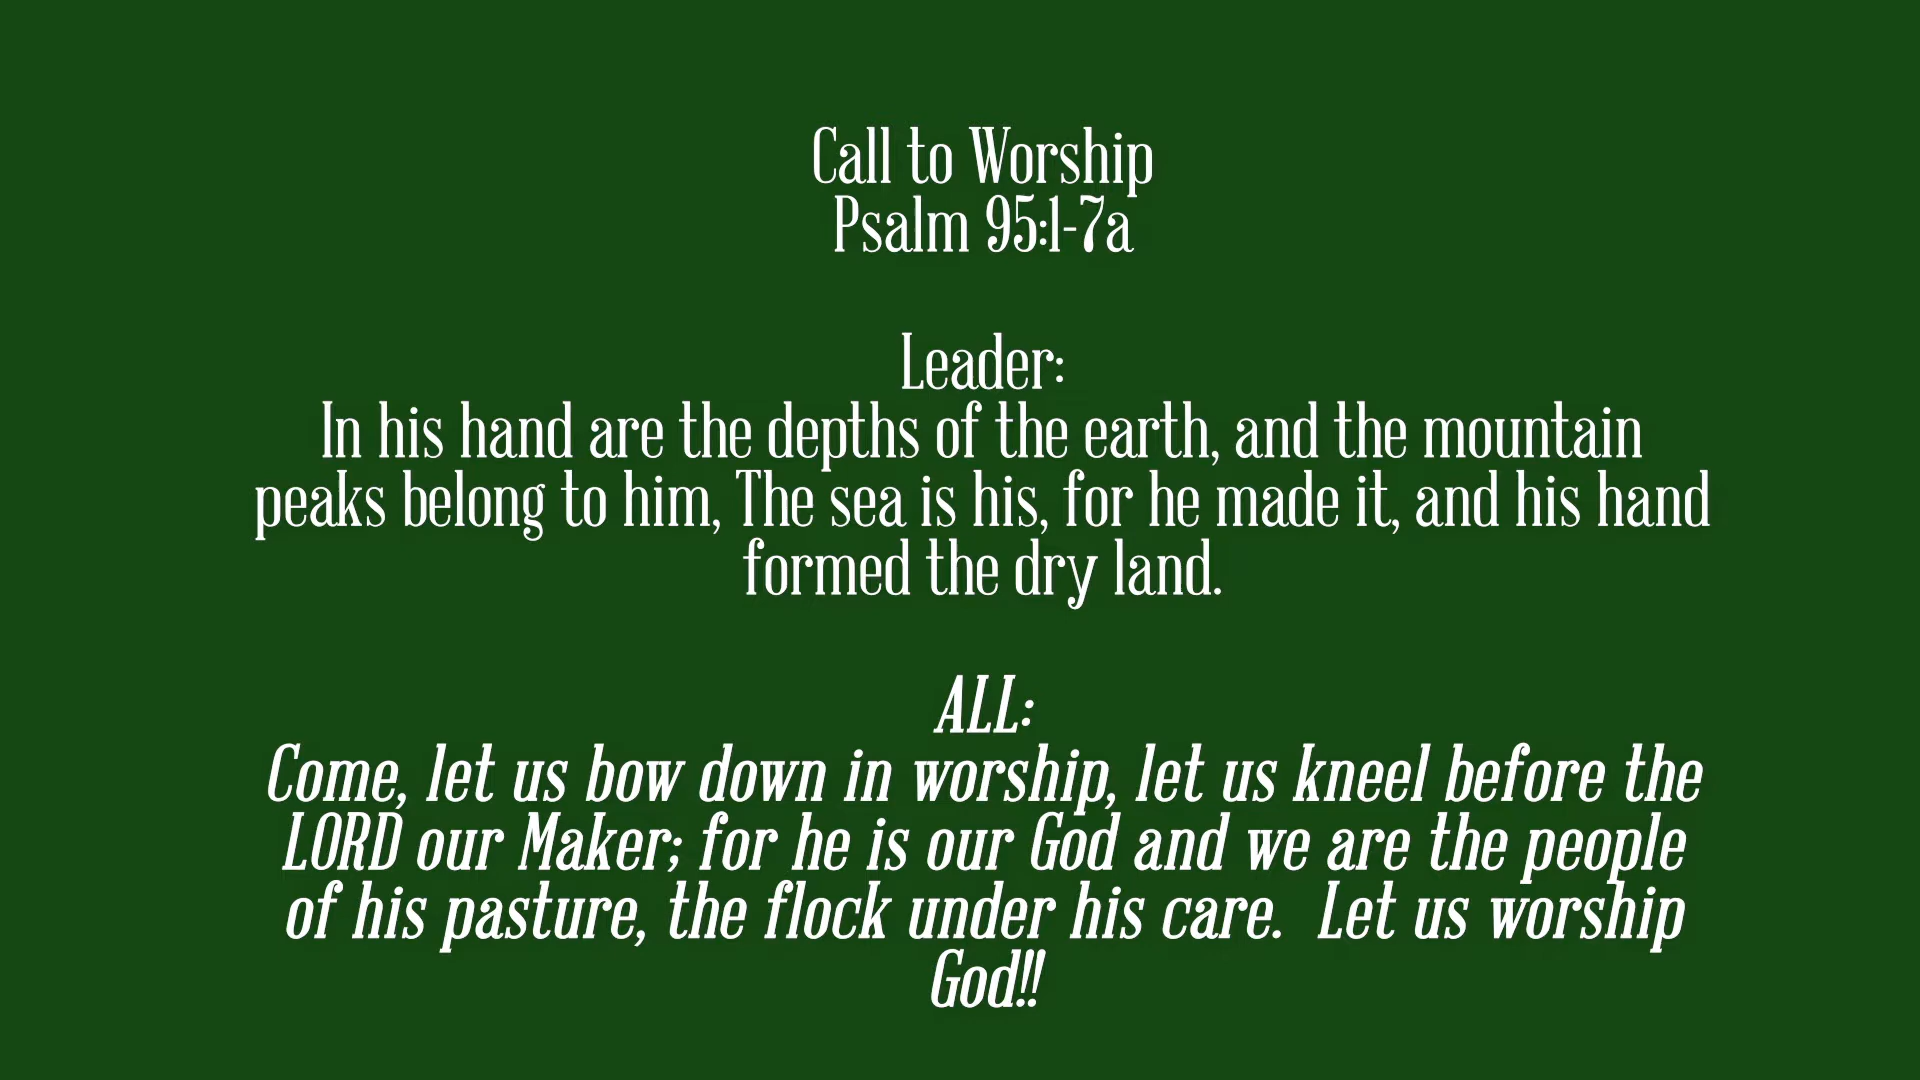 Call to Worship
Psalm 95:1-7a
Leader:
In his hand are the depths of the earth, and the mountain
peaks belong to him, The sea is his, for he made it, and his hand
formed the dry land.
ALL:
Come, let us bow down in worship, let us kneel before the
LORD our Maker; for he is our God and we are the people
of his pasture, the flock under his care.  Let us worship
God!!